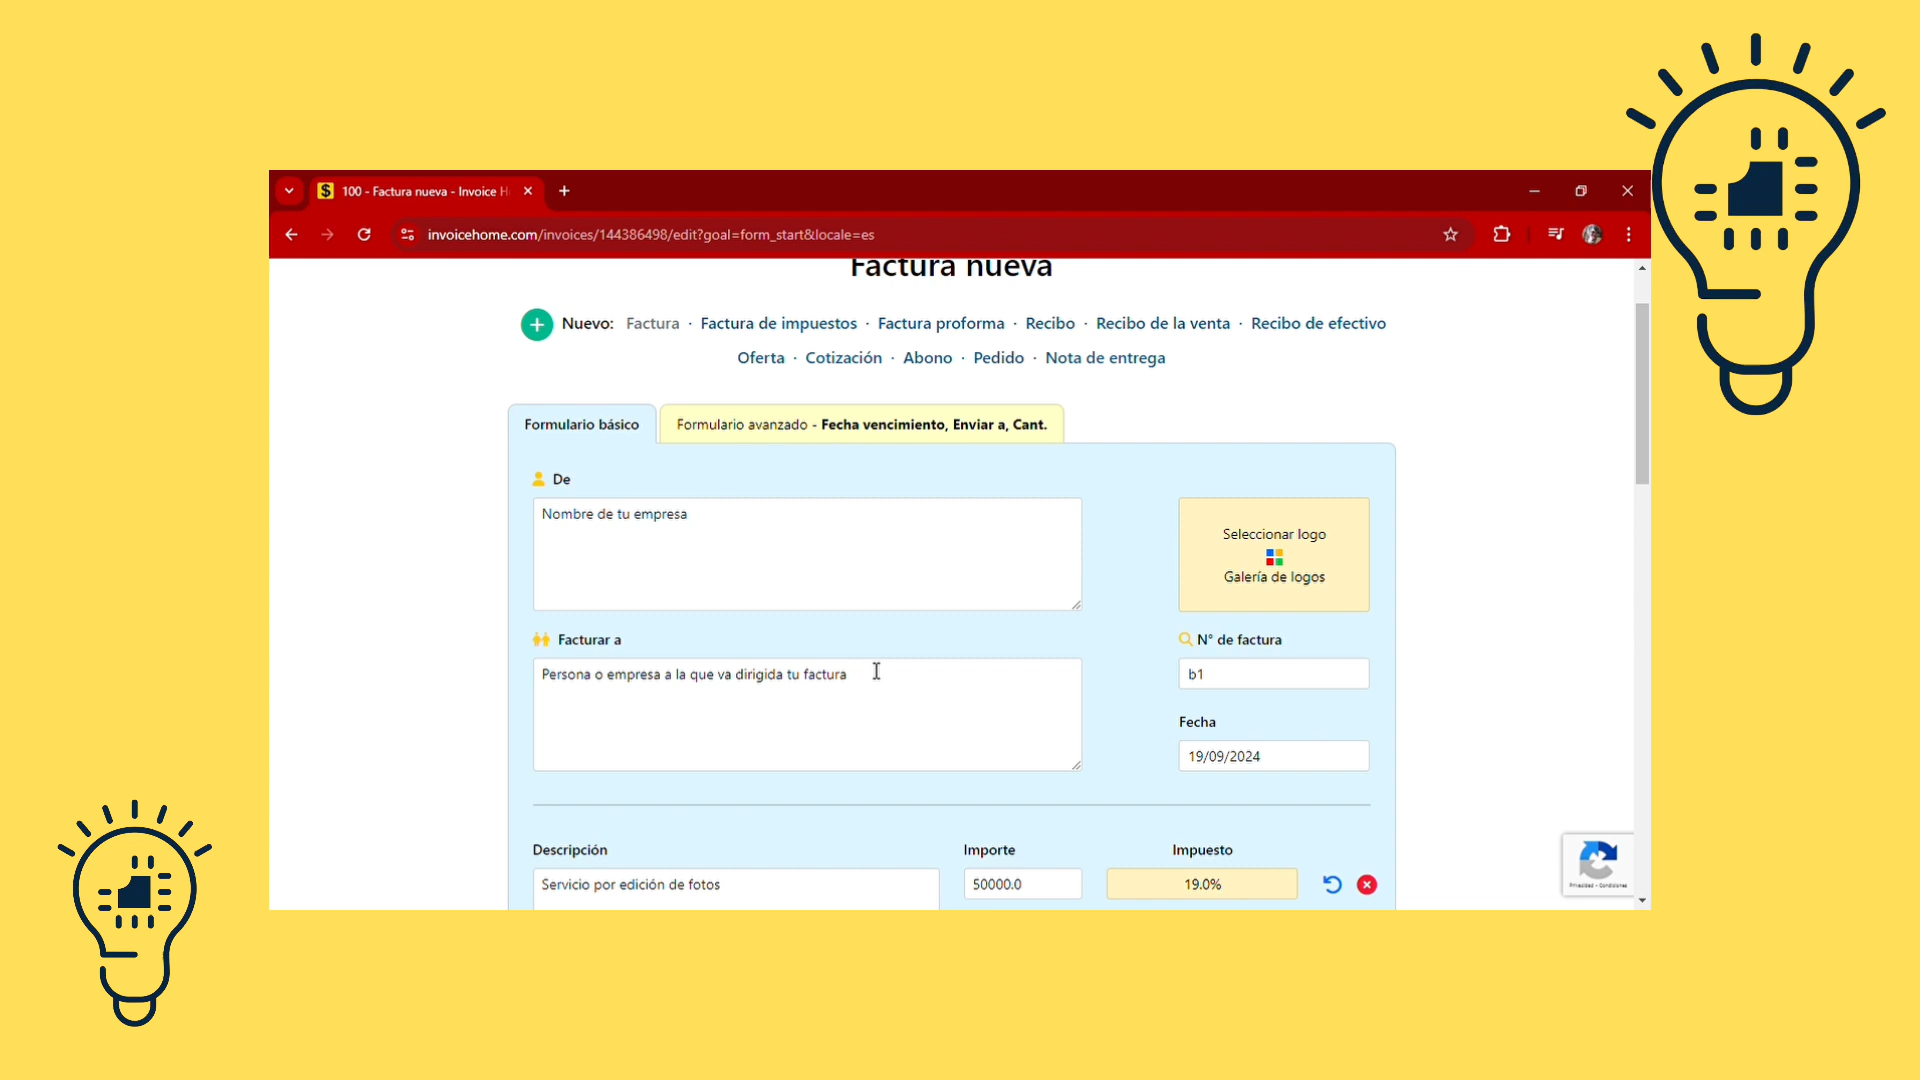 100 - Factura nueva - Invoice H
invoicehome.com/invoices/144386498/edit?goal=form_start&locale=es
Factura nueva
Nuevo: Factura · Factura de impuestos · Factura proforma · Recibo · Recibo de la venta · Recibo de efectivo
Oferta · Cotización · Abono · Pedido · Nota de entrega
Formulario básico
Formulario avanzado - Fecha vencimiento, Enviar a, Cant.
De
Nombre de tu empresa
Seleccionar logo
Galería de logos
Facturar a
Persona o empresa a la que va dirigida tu factura
N° de factura
b1
Fecha
19/09/2024
Descripción Importe Impuesto
Servicio por edición de fotos 50000.0 19.0%
Privacidad - Condiciones